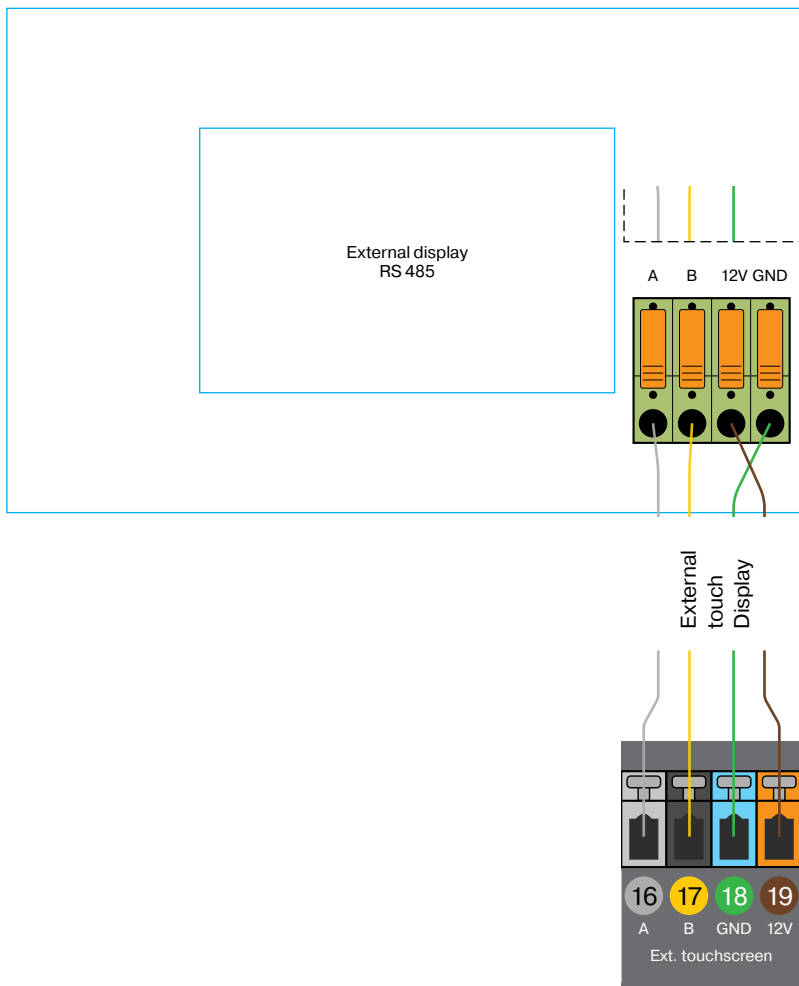 External display
RS 485
A B 12V GND
External
touch
Display
16 17 18 19
A B GND 12V
Ext. touchscreen